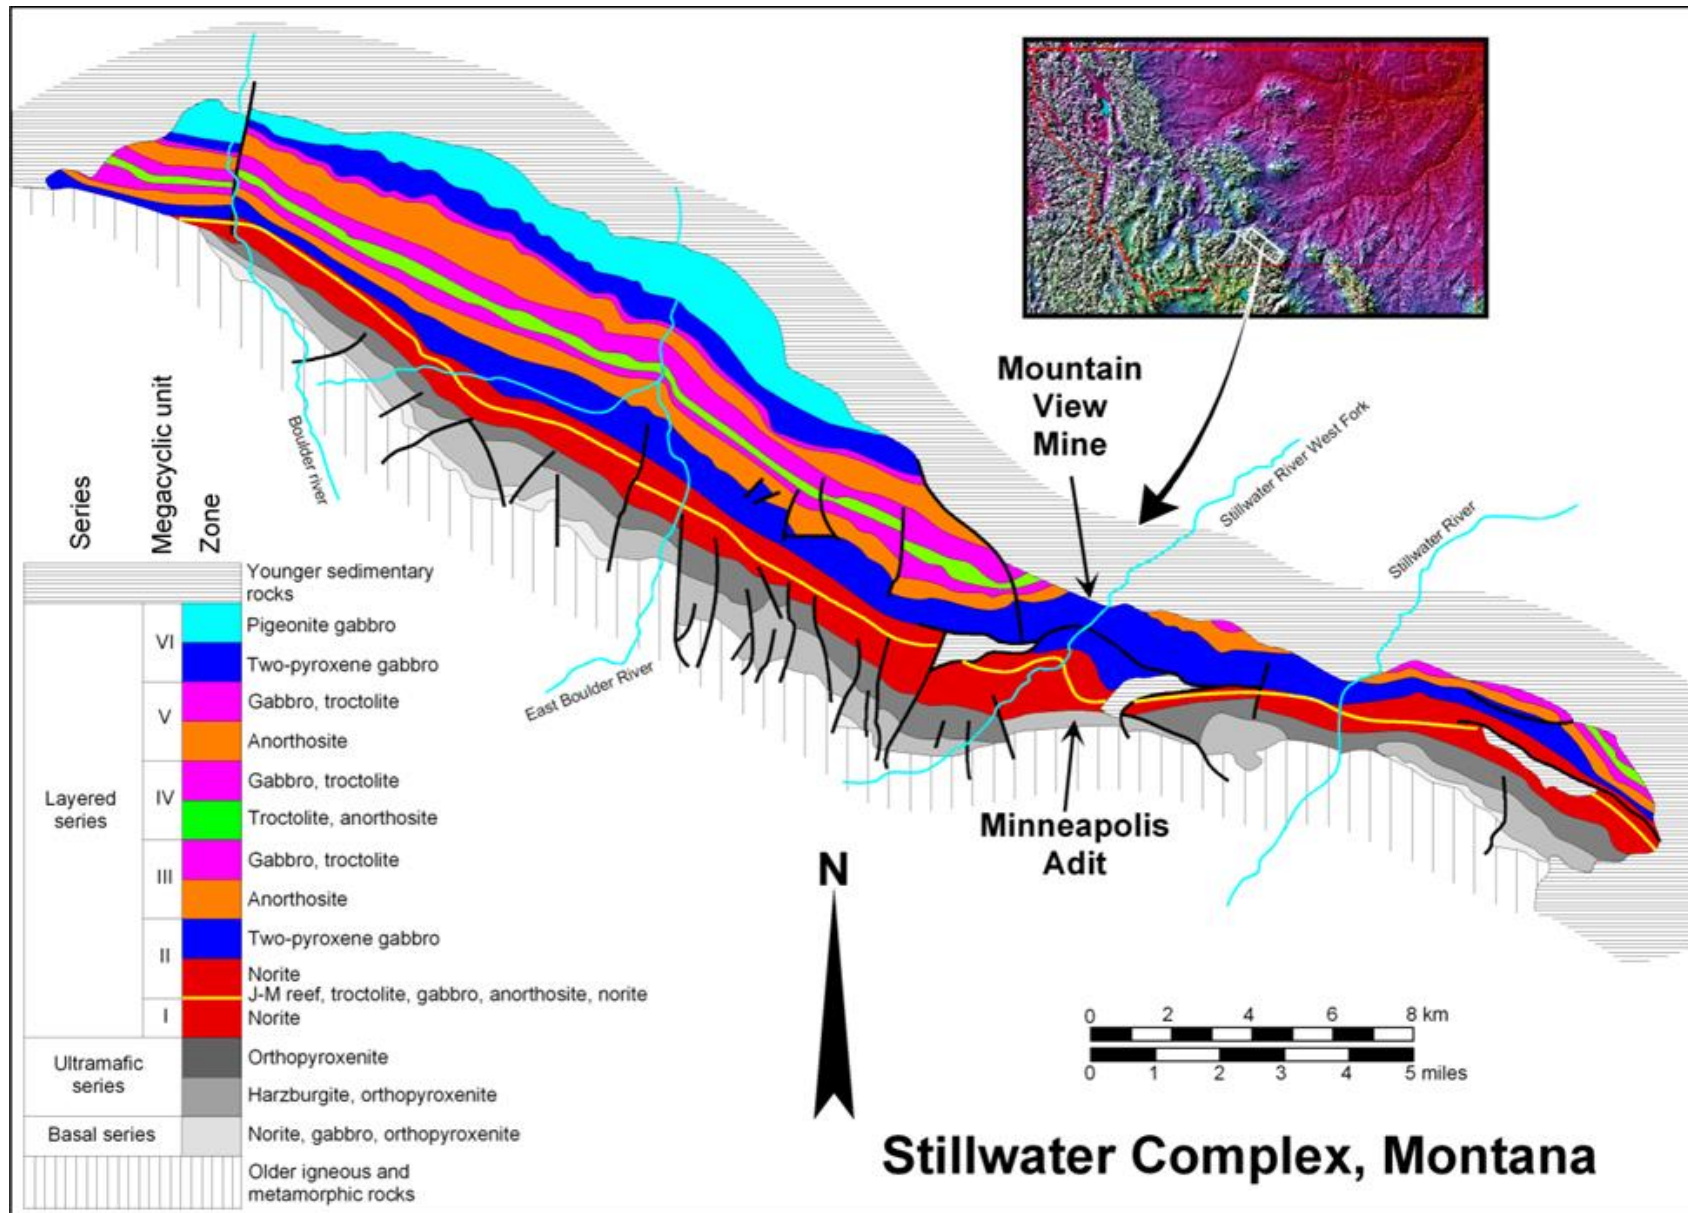 Mountain
View
Mine
Stillwater River West Fork
Stillwater River
Boulder river
East Boulder River
Minneapolis
Adit
N
Series
Megacyclic unit
Zone
Younger sedimentary
rocks
Layered
series
VI
Pigeonite gabbro
Two-pyroxene gabbro
V
Gabbro, troctolite
Anorthosite
IV
Gabbro, troctolite
Troctolite, anorthosite
III
Gabbro, troctolite
Anorthosite
II
Two-pyroxene gabbro
Norite
J-M reef, troctolite, gabbro, anorthosite, norite
I
Norite
Ultramafic
series
Orthopyroxenite
Harzburgite, orthopyroxenite
Basal series
Norite, gabbro, orthopyroxenite
Older igneous and
metamorphic rocks
0 2 4 6 8 km
0 1 2 3 4 5 miles
Stillwater Complex, Montana